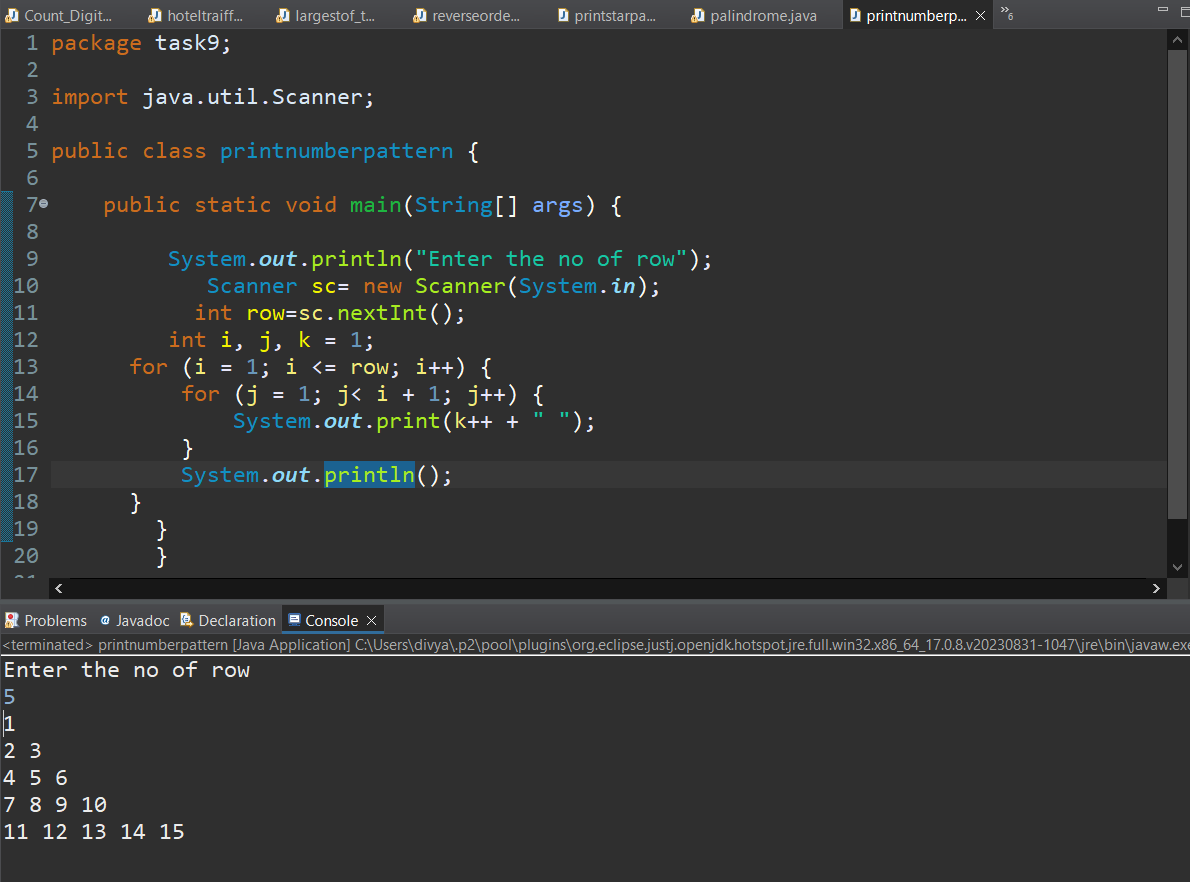 Count_Digit... hoteltraiff... largestof_t... reverseorde... printstarpa... palindrome.java printnumberp... »6
1 package task9;
2
3 import java.util.Scanner;
4
5 public class printnumberpattern {
6
7 public static void main(String[] args) {
8
9 System.out.println("Enter the no of row");
10 Scanner sc= new Scanner(System.in);
11 int row=sc.nextInt();
12 int i, j, k = 1;
13 for (i = 1; i <= row; i++) {
14 for (j = 1; j< i + 1; j++) {
15 System.out.print(k++ + " ");
16 }
17 System.out.println();
18 }
19 }
20 }
Problems @ Javadoc Declaration Console
<terminated> printnumberpattern [Java Application] C:\Users\divya\.p2\pool\plugins\org.eclipse.justj.openjdk.hotspot.jre.full.win32.x86_64_17.0.8.v20230831-1047\jre\bin\javaw.exe
Enter the no of row
5
1
2 3
4 5 6
7 8 9 10
11 12 13 14 15